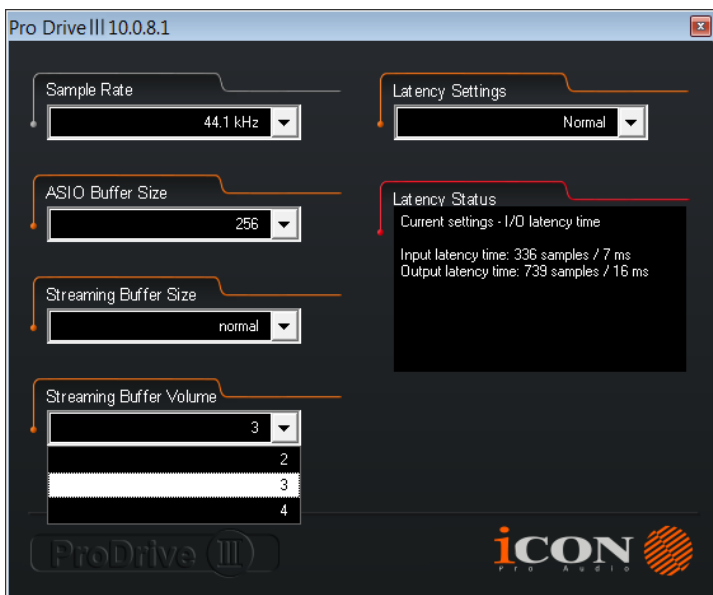 Pro Drive III 10.0.8.1
Sample Rate
44.1 kHz
ASIO Buffer Size
256
Streaming Buffer Size
normal
Streaming Buffer Volume
3
2
3
4
Latency Settings
Normal
Latency Status
Current settings - I/O latency time
Input latency time: 336 samples / 7 ms
Output latency time: 739 samples / 16 ms
ProDrive III
iCON
Pro Audio